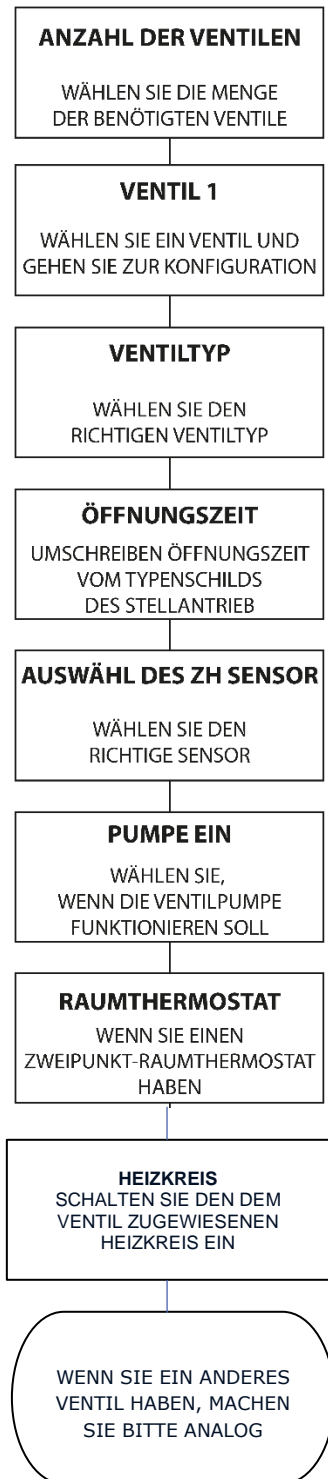 ANZAHL DER VENTILEN
WÄHLEN SIE DIE MENGE
DER BENÖTIGTEN VENTILE
VENTIL 1
WÄHLEN SIE EIN VENTIL UND
GEHEN SIE ZUR KONFIGURATION
VENTILTYP
WÄHLEN SIE DEN
RICHTIGEN VENTILTYP
ÖFFNUNGSZEIT
UMSCHREIBEN ÖFFNUNGSZEIT
VOM TYPENSCHILDS
DES STELLANTRIEB
AUSWÄHL DES ZH SENSOR
WÄHLEN SIE DEN
RICHTIGE SENSOR
PUMPE EIN
WÄHLEN SIE,
WENN DIE VENTILPUMPE
FUNKTIONIEREN SOLL
RAUMTHERMOSTAT
WENN SIE EINEN
ZWEIPUNKT-RAUMTHERMOSTAT
HABEN
HEIZKREIS
SCHALTEN SIE DEN DEM
VENTIL ZUGEWIESENEN
HEIZKREIS EIN
WENN SIE EIN ANDERES
VENTIL HABEN, MACHEN
SIE BITTE ANALOG